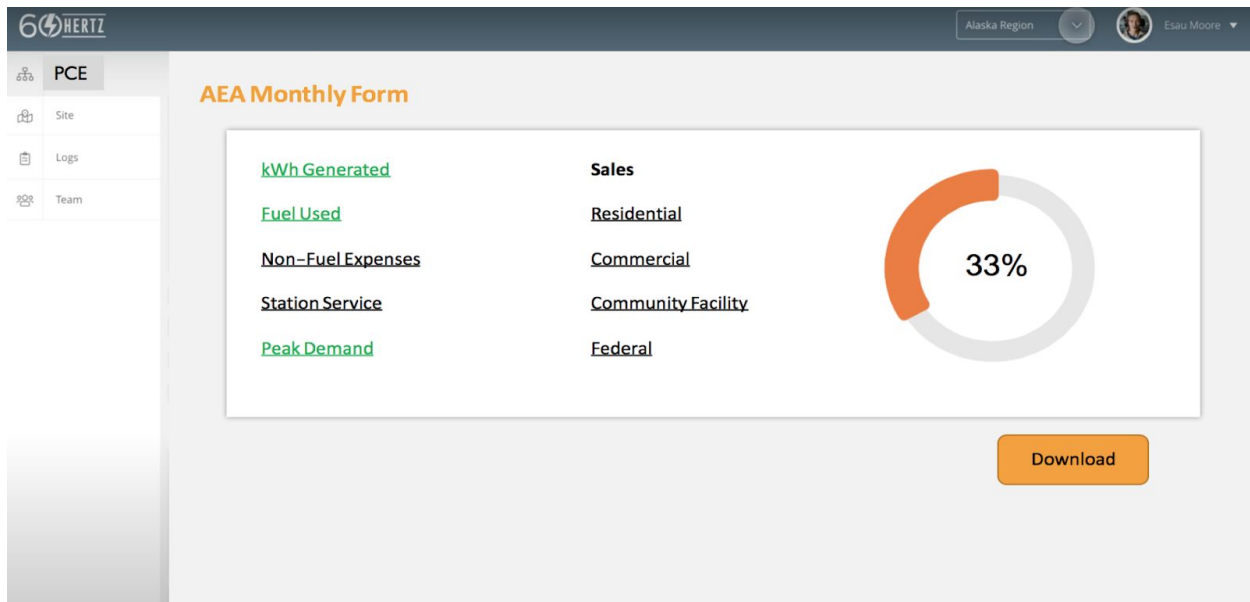 60HERTZ
Alaska Region
Esau Moore
PCE
Site
Logs
Team
AEA Monthly Form
kWh Generated
Fuel Used
Non-Fuel Expenses
Station Service
Peak Demand
Sales
Residential
Commercial
Community Facility
Federal
33%
Download